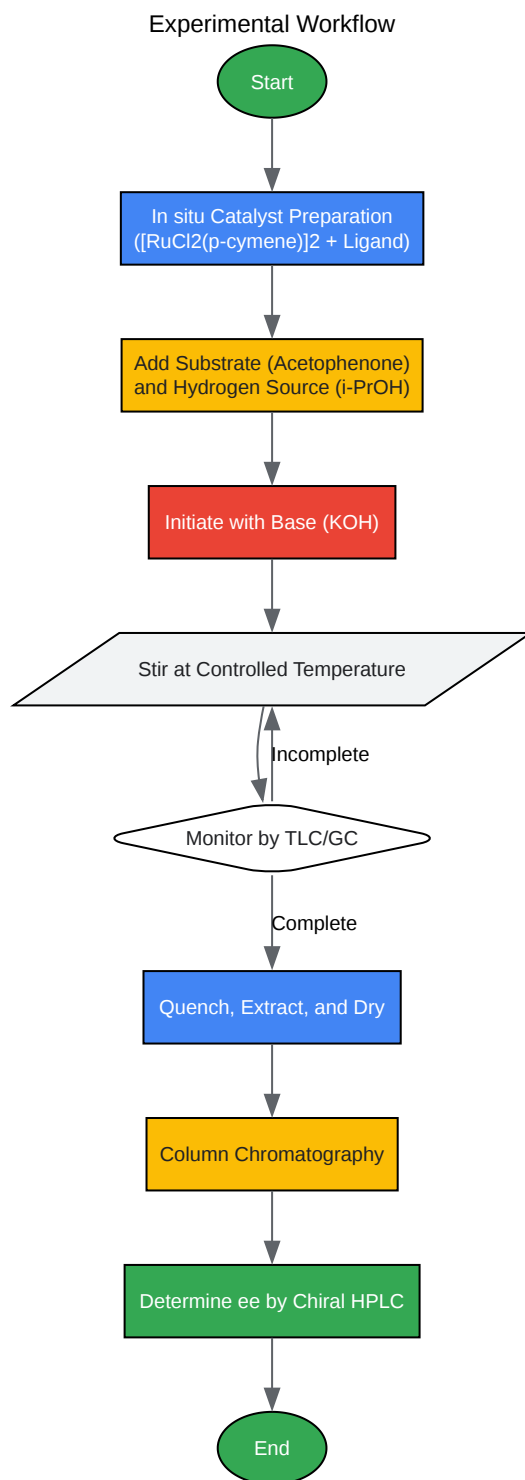 Experimental Workflow
Start
In situ Catalyst Preparation
([RuCl2(p-cymene)]2 + Ligand)
Add Substrate (Acetophenone)
and Hydrogen Source (i-PrOH)
Initiate with Base (KOH)
Stir at Controlled Temperature
Incomplete
Monitor by TLC/GC
Complete
Quench, Extract, and Dry
Column Chromatography
Determine ee by Chiral HPLC
End